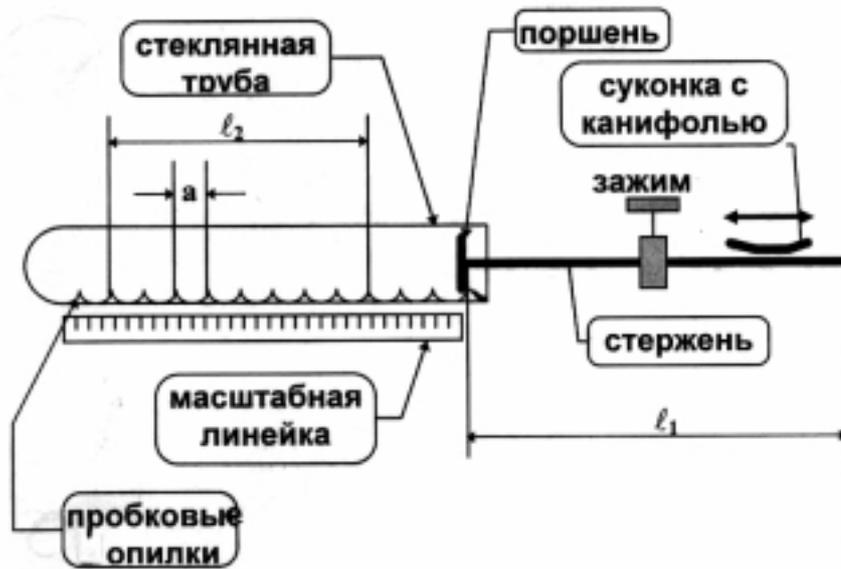 стеклянная
труба
поршень
суконка с
канифолью
ℓ₂
a
зажим
стержень
масштабная
линейка
ℓ₁
пробковые
опилки